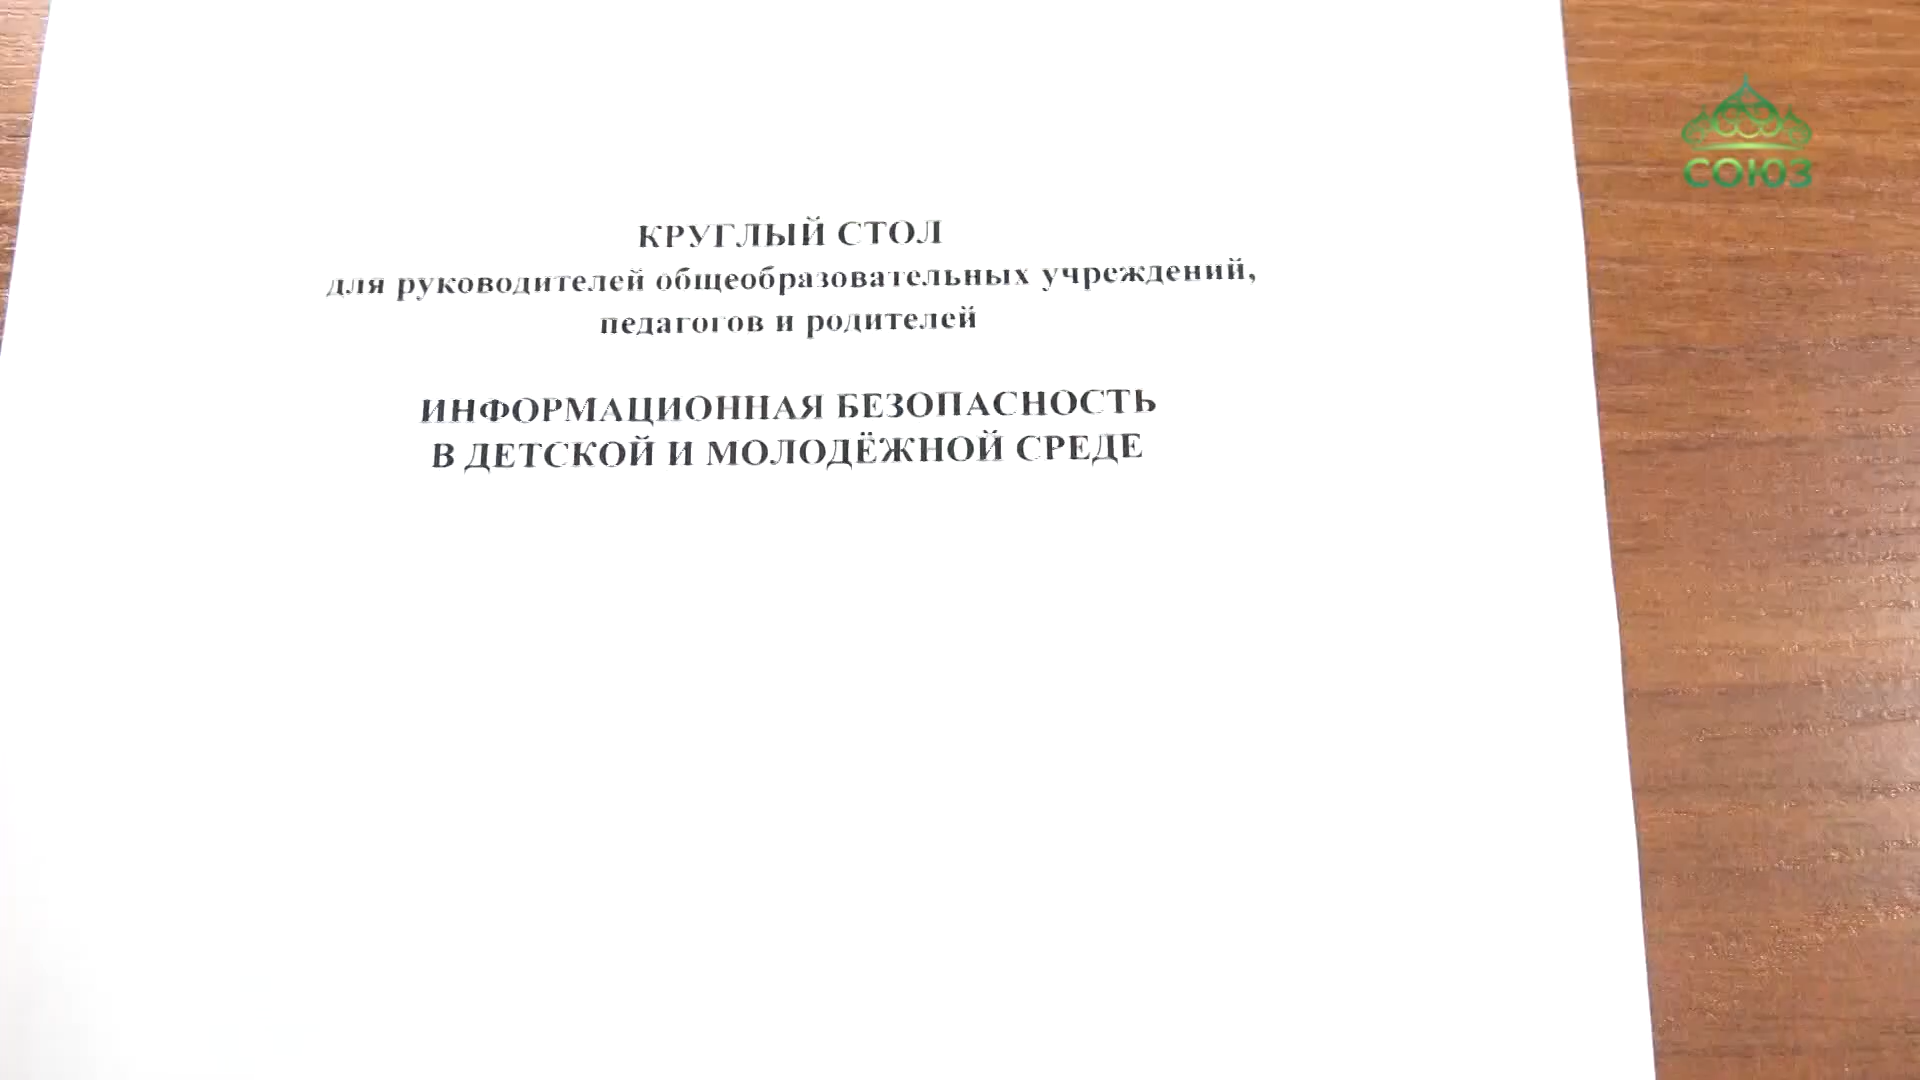 КРУГЛЫЙ СТОЛ
для руководителей общеобразовательных учреждений,
педагогов и родителей
ИНФОРМАЦИОННАЯ БЕЗОПАСНОСТЬ
В ДЕТСКОЙ И МОЛОДЁЖНОЙ СРЕДЕ
СОЮЗ